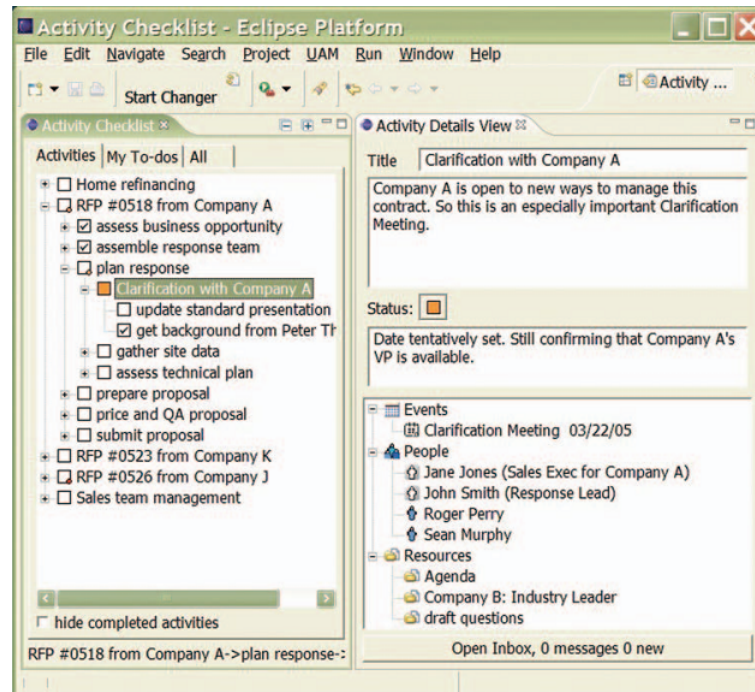 Activity Checklist - Eclipse Platform
File Edit Navigate Search Project UAM Run Window Help
Start Changer
Activity ...
Activity Checklist
Activities My To-dos All
Home refinancing
RFP #0518 from Company A
assess business opportunity
assemble response team
plan response
Clarification with Company A
update standard presentation
get background from Peter Th
gather site data
assess technical plan
prepare proposal
price and QA proposal
submit proposal
RFP #0523 from Company K
RFP #0526 from Company J
Sales team management
hide completed activities
RFP #0518 from Company A->plan response-
Activity Details View
Title Clarification with Company A
Company A is open to new ways to manage this
contract. So this is an especially important Clarification
Meeting.
Status:
Date tentatively set. Still confirming that Company A's
VP is available.
Events
Clarification Meeting 03/22/05
People
Jane Jones (Sales Exec for Company A)
John Smith (Response Lead)
Roger Perry
Sean Murphy
Resources
Agenda
Company B: Industry Leader
draft questions
Open Inbox, 0 messages 0 new